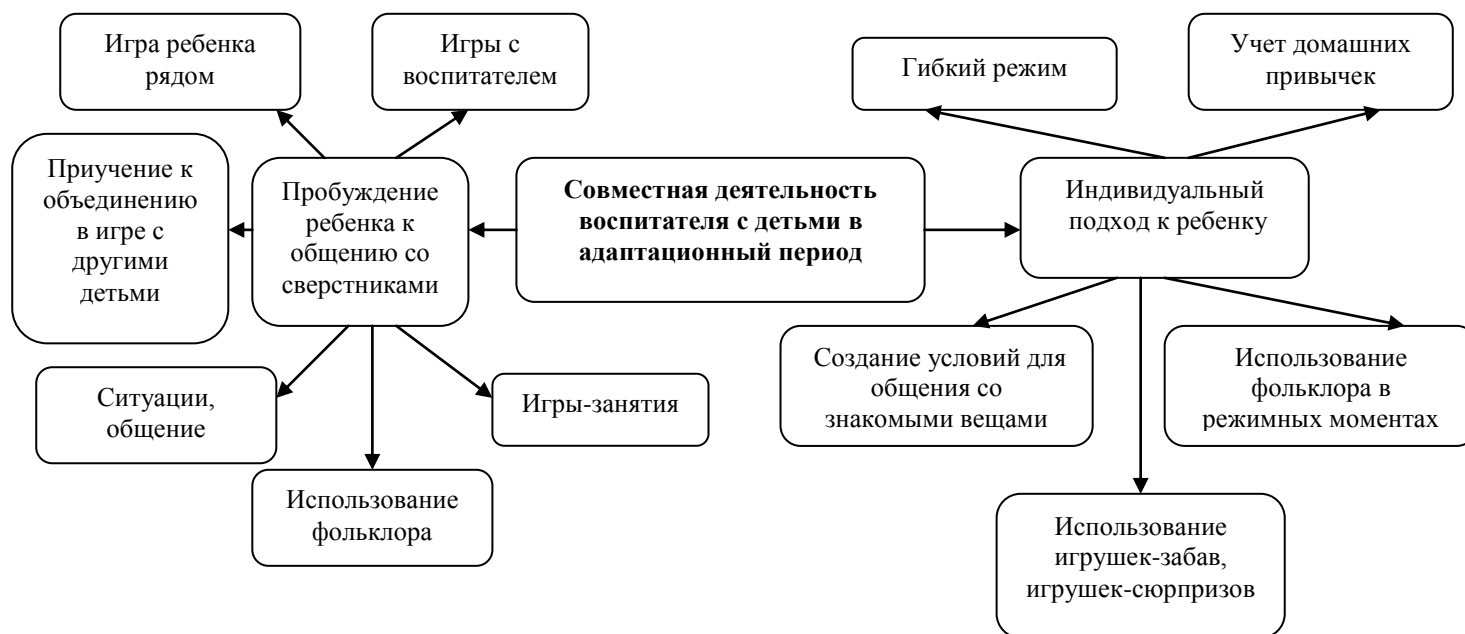 Игра ребенка
рядом
Игры с
воспитателем
Гибкий режим
Учет домашних
привычек
Приучение к
объединению
в игре с
другими
детьми
Пробуждение
ребенка к
общению со
сверстниками
Совместная деятельность
воспитателя с детьми в
адаптационный период
Индивидуальный
подход к ребенку
Ситуации,
общение
Игры-занятия
Создание условий для
общения со
знакомыми вещами
Использование
фольклора в
режимных моментах
Использование
фольклора
Использование
игрушек-забав,
игрушек-сюрпризов